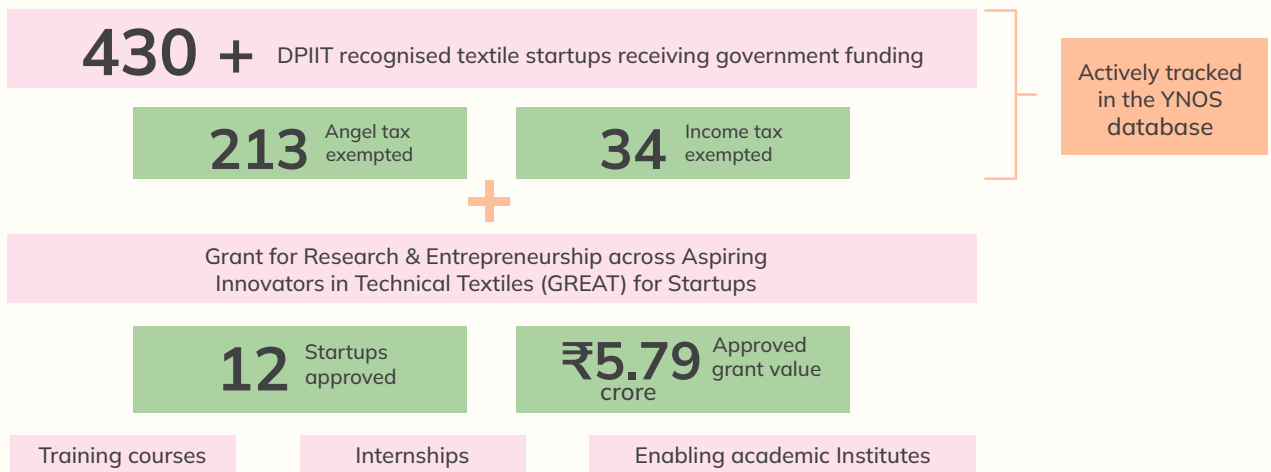 430 + DPIIT recognised textile startups receiving government funding
Actively tracked
in the YNOS
database
213 Angel tax
exempted
34 Income tax
exempted
+
Grant for Research & Entrepreneurship across Aspiring
Innovators in Technical Textiles (GREAT) for Startups
12 Startups
approved
₹5.79 Approved
grant value
crore
Training courses
Internships
Enabling academic Institutes